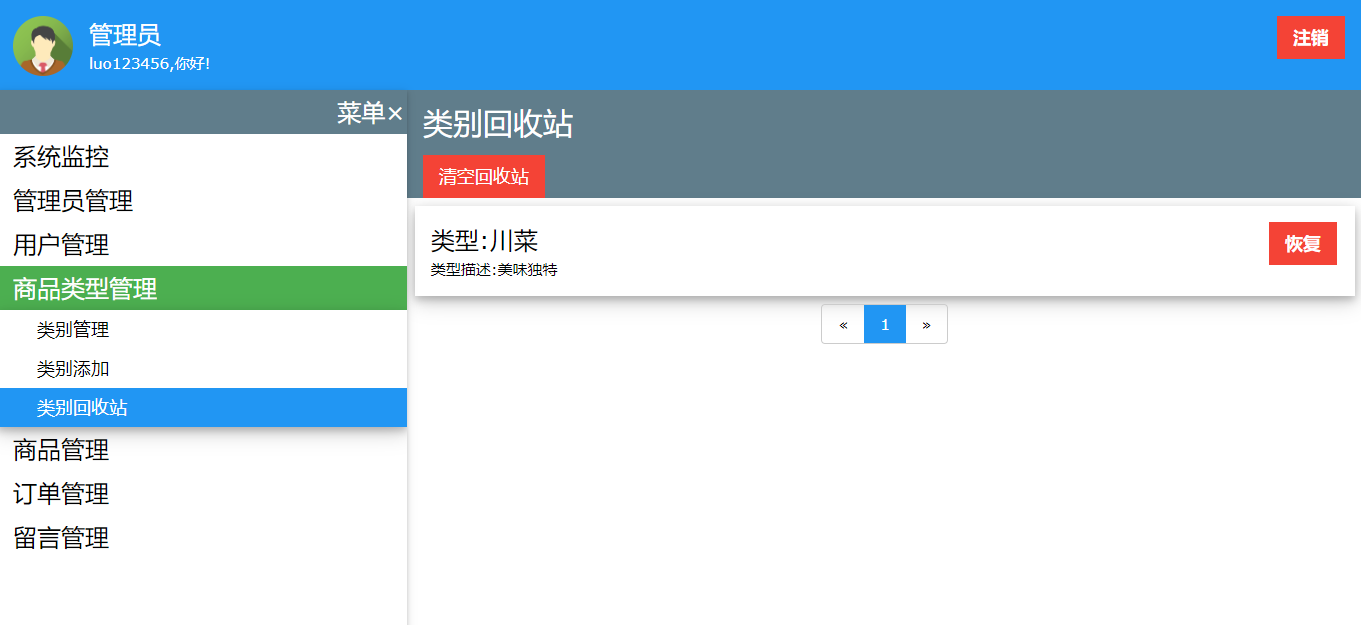 管理员
luo123456,你好!
注销
菜单×
系统监控
管理员管理
用户管理
商品类型管理
类别管理
类别添加
类别回收站
商品管理
订单管理
留言管理
类别回收站
清空回收站
类型:川菜
类型描述:美味独特
恢复
« 1 »